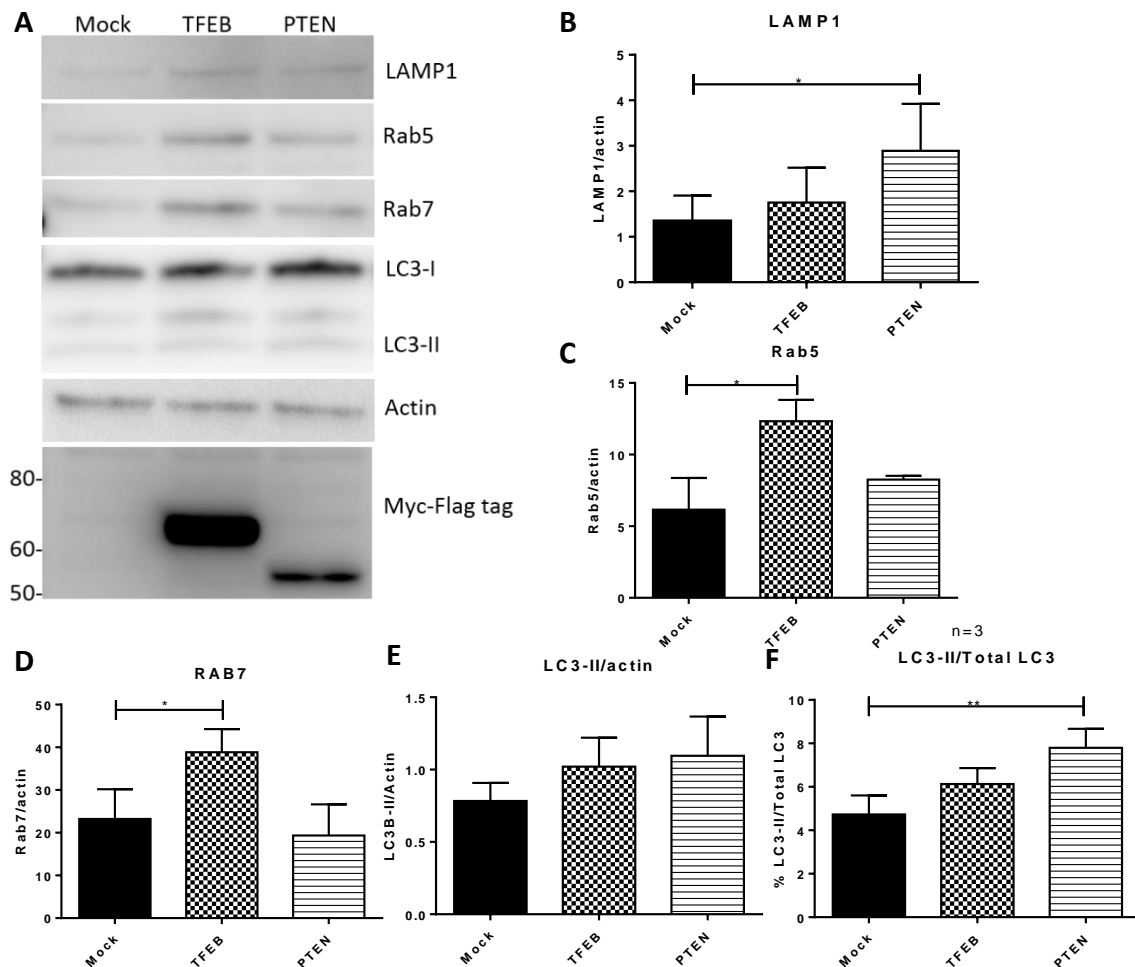 A
Mock TFEB PTEN
LAMP1
Rab5
Rab7
LC3-I
LC3-II
Actin
80-
Myc-Flag tag
60-
50-
B
LAMP1
LAMP1/actin
5
4
3
2
1
0
*
Mock
TFEB
PTEN
C
Rab5
Rab5/actin
15
10
5
0
*
Mock
TFEB
PTEN
n=3
D
RAB7
Rab7/actin
50
40
30
20
10
0
*
Mock
TFEB
PTEN
E
LC3-II/actin
LC3B-II/Actin
1.5
1.0
0.5
0.0
Mock
TFEB
PTEN
F
LC3-II/Total LC3
% LC3-II/Total LC3
10
8
6
4
2
0
**
Mock
TFEB
PTEN